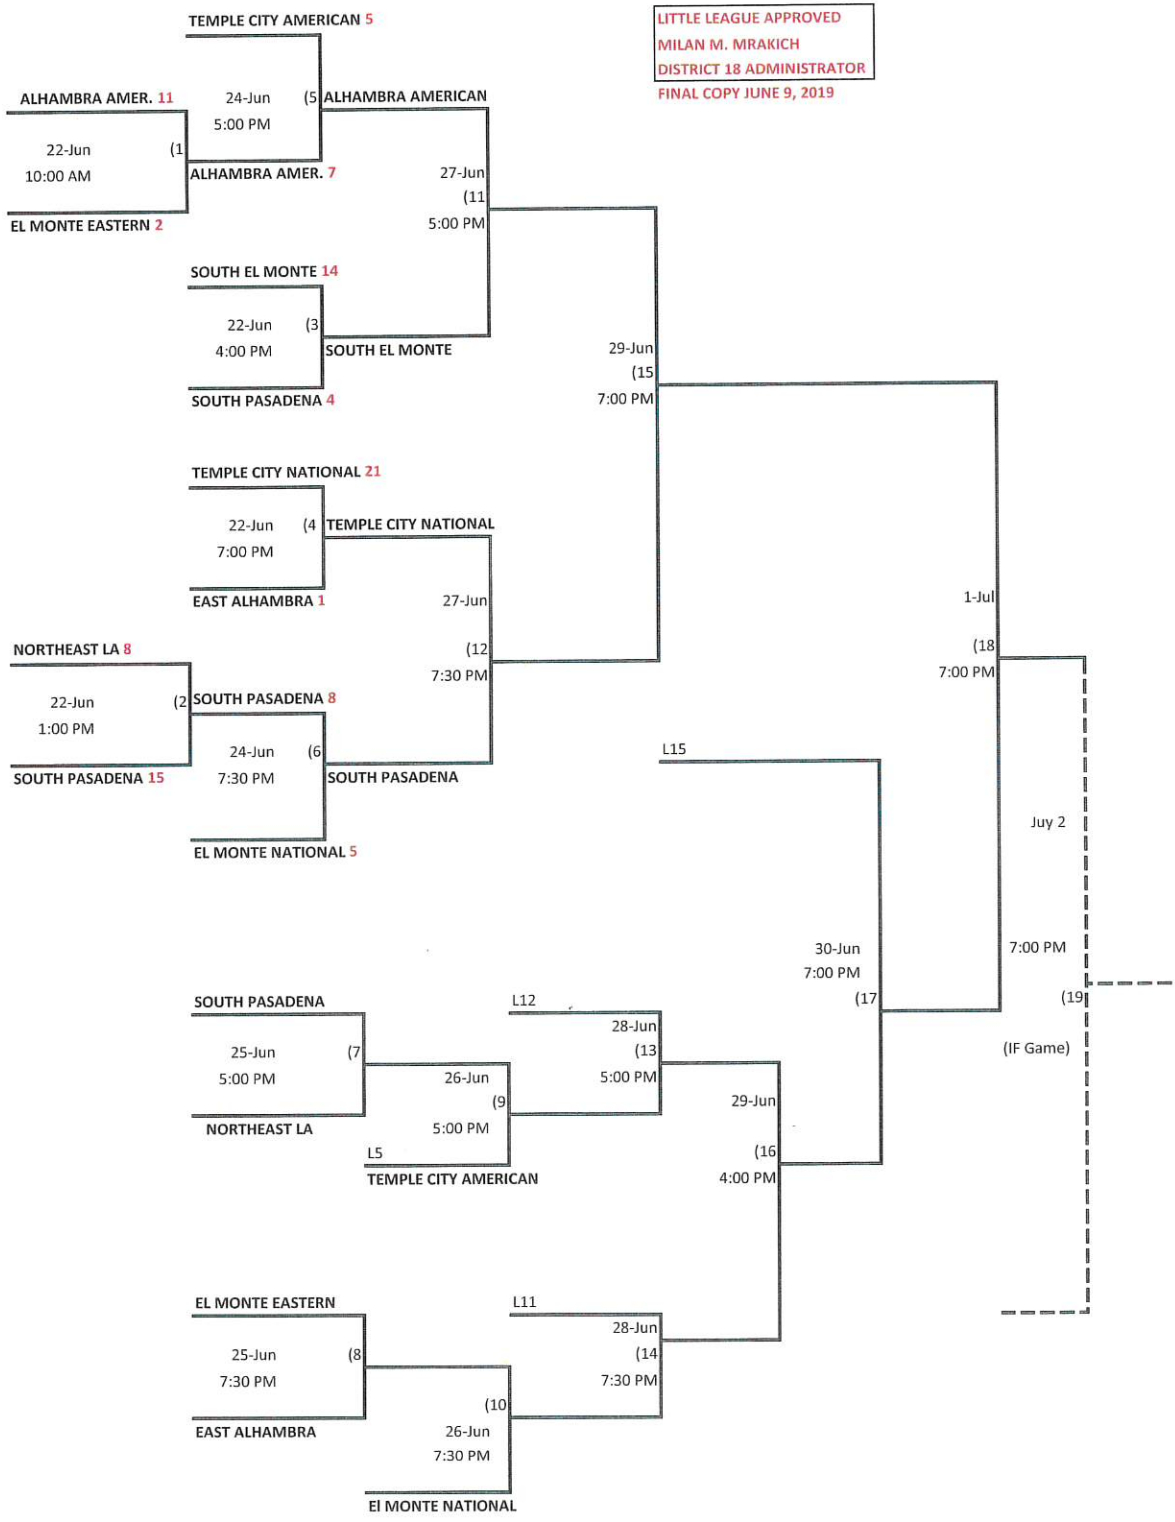 TEMPLE CITY AMERICAN 5
LITTLE LEAGUE APPROVED
MILAN M. MRAKICH
DISTRICT 18 ADMINISTRATOR
FINAL COPY JUNE 9, 2019
ALHAMBRA AMER. 11
24-Jun (5
5:00 PM
ALHAMBRA AMERICAN
22-Jun (1
10:00 AM
ALHAMBRA AMER. 7
EL MONTE EASTERN 2
27-Jun
(11
5:00 PM
SOUTH EL MONTE 14
22-Jun (3
4:00 PM
SOUTH EL MONTE
SOUTH PASADENA 4
29-Jun
(15
7:00 PM
TEMPLE CITY NATIONAL 21
22-Jun (4
7:00 PM
TEMPLE CITY NATIONAL
EAST ALHAMBRA 1
27-Jun
(12
7:30 PM
1-Jul
(18
7:00 PM
NORTHEAST LA 8
22-Jun (2
1:00 PM
SOUTH PASADENA 15
SOUTH PASADENA 8
24-Jun (6
7:30 PM
SOUTH PASADENA
EL MONTE NATIONAL 5
L15
Juy 2
7:00 PM
(19
(IF Game)
30-Jun
7:00 PM
(17
SOUTH PASADENA
25-Jun (7
5:00 PM
NORTHEAST LA
L12
28-Jun
(13
5:00 PM
26-Jun
(9
5:00 PM
L5
TEMPLE CITY AMERICAN
29-Jun
(16
4:00 PM
EL MONTE EASTERN
25-Jun (8
7:30 PM
EAST ALHAMBRA
L11
28-Jun
(14
7:30 PM
(10
26-Jun
7:30 PM
El MONTE NATIONAL